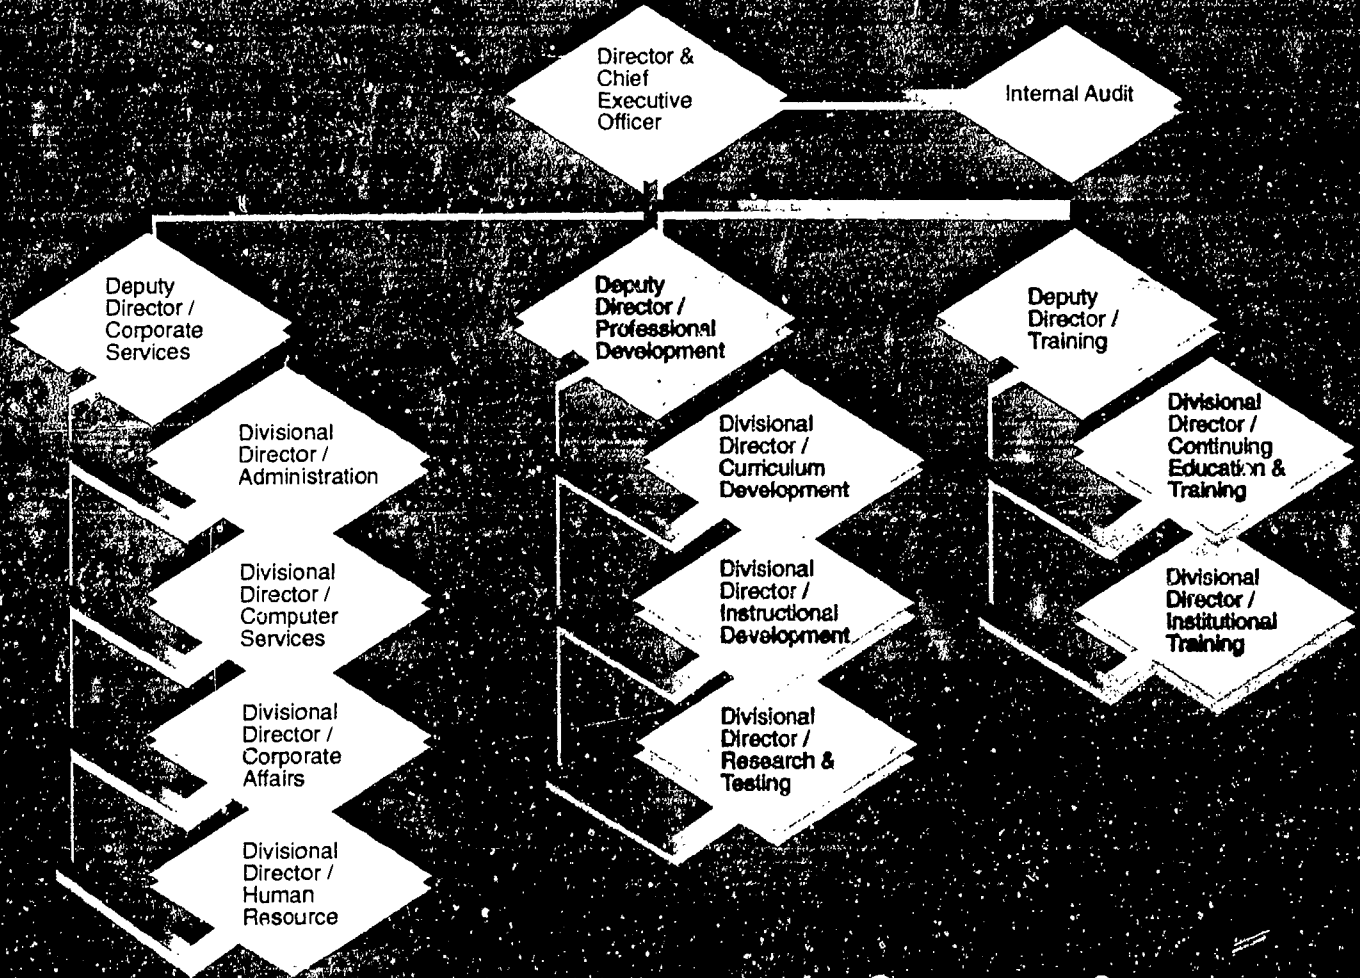 Director &
Chief
Executive
Officer
Internal Audit
Deputy
Director /
Corporate
Services
Deputy
Director /
Professional
Development
Deputy
Director /
Training
Divisional
Director /
Administration
Divisional
Director /
Computer
Services
Divisional
Director /
Corporate
Affairs
Divisional
Director /
Human
Resource
Divisional
Director /
Curriculum
Development
Divisional
Director /
Instructional
Development
Divisional
Director /
Research &
Testing
Divisional
Director /
Continuing
Education &
Training
Divisional
Director /
Institutional
Training